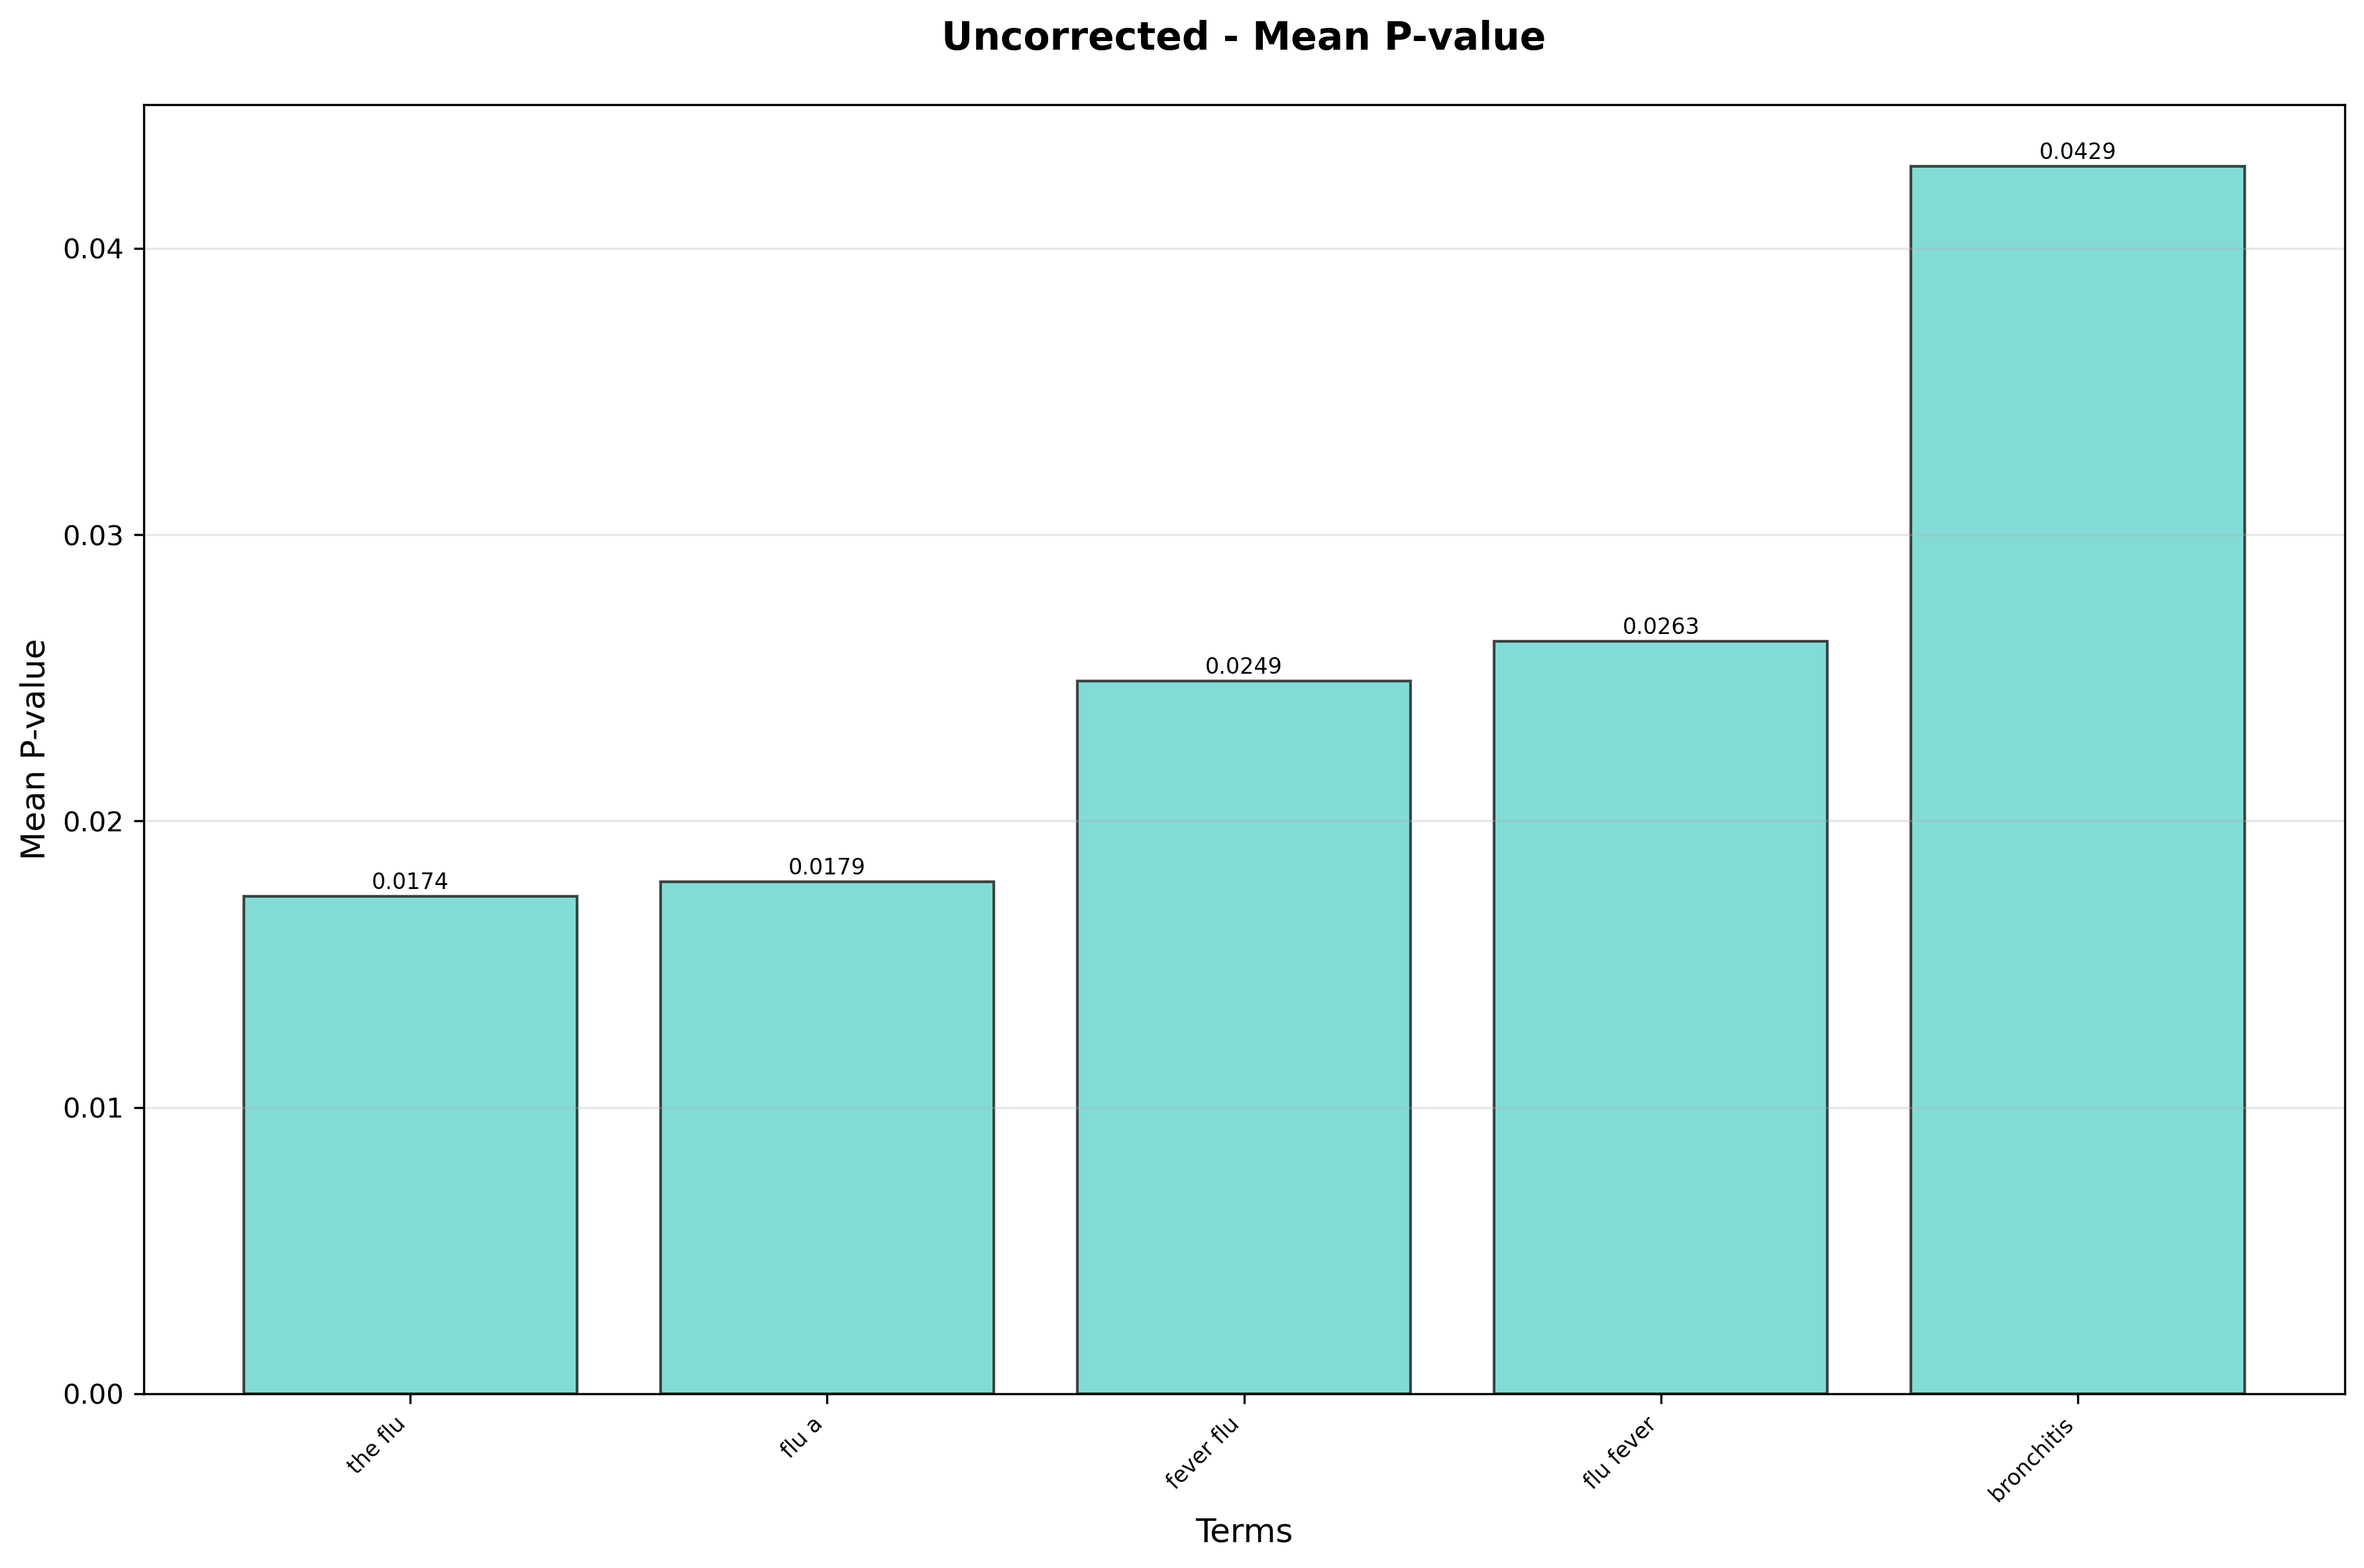 Uncorrected - Mean P-value
Mean P-value
0.04
0.03
0.02
0.01
0.00
0.0174
0.0179
0.0249
0.0263
0.0429
the flu
flu a
fever flu
flu fever
bronchitis
Terms